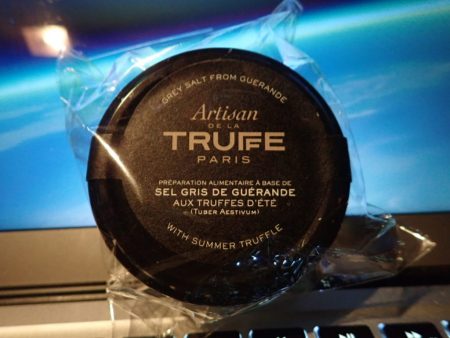 GREY SALT FROM GUERANDE
Artisan
DE LA
TRUFFE
PARIS
PRÉPARATION ALIMENTAIRE À BASE DE
SEL GRIS DE GUÉRANDE
AUX TRUFFES D'ÉTÉ
(TUBER AESTIVUM)
WITH SUMMER TRUFFLE